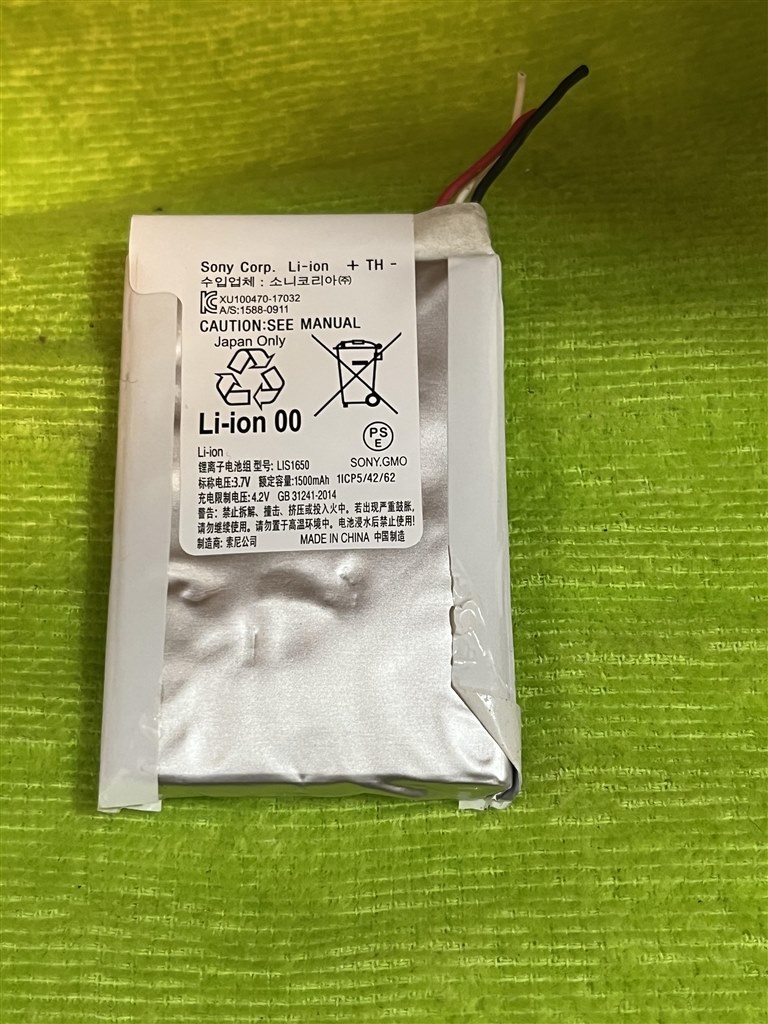 Sony Corp. Li-ion + TH -
수입업체 : 소니코리아㈜
XU100470-17032
A/S:1588-0911
CAUTION:SEE MANUAL
Japan Only
Li-ion 00
PS
E
Li-ion
SONY.GMO
锂离子电池组 型号: LIS1650
标称电压:3.7V 额定容量:1500mAh 1ICP5/42/62
充电限制电压:4.2V GB 31241-2014
警告: 禁止拆解、撞击、挤压或投入火中。若出现严重鼓胀,
请勿继续使用。请勿置于高温环境中。电池浸水后禁止使用!
制造商: 索尼公司 MADE IN CHINA 中国制造